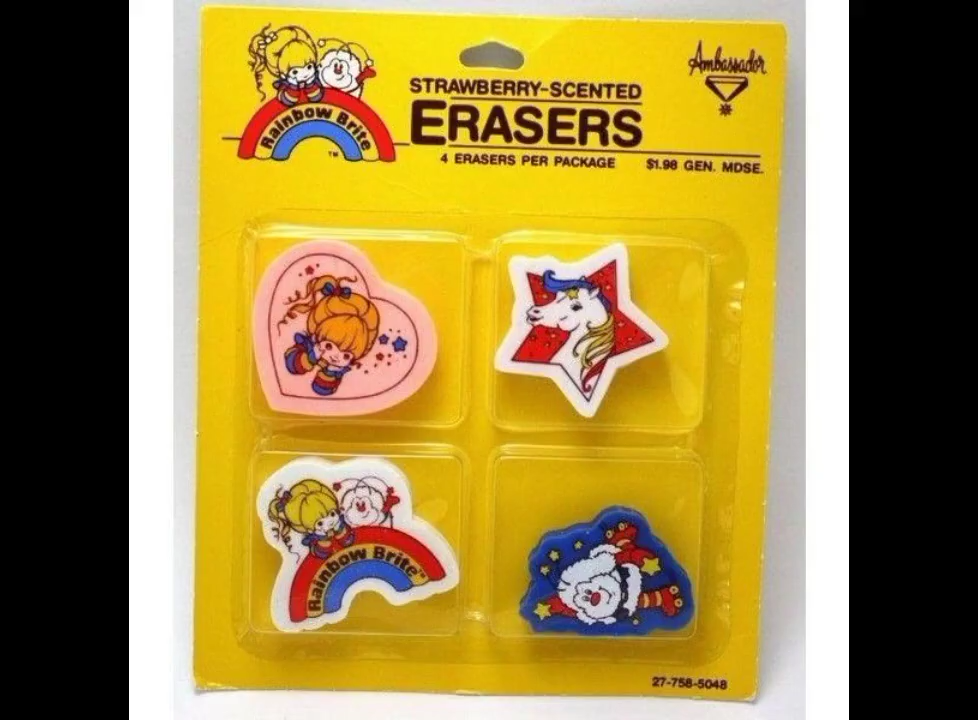 Ambassador
STRAWBERRY-SCENTED
ERASERS
Rainbow Brite
TM
4 ERASERS PER PACKAGE
$1.98 GEN. MDSE.
Rainbow Brite
27-758-5048